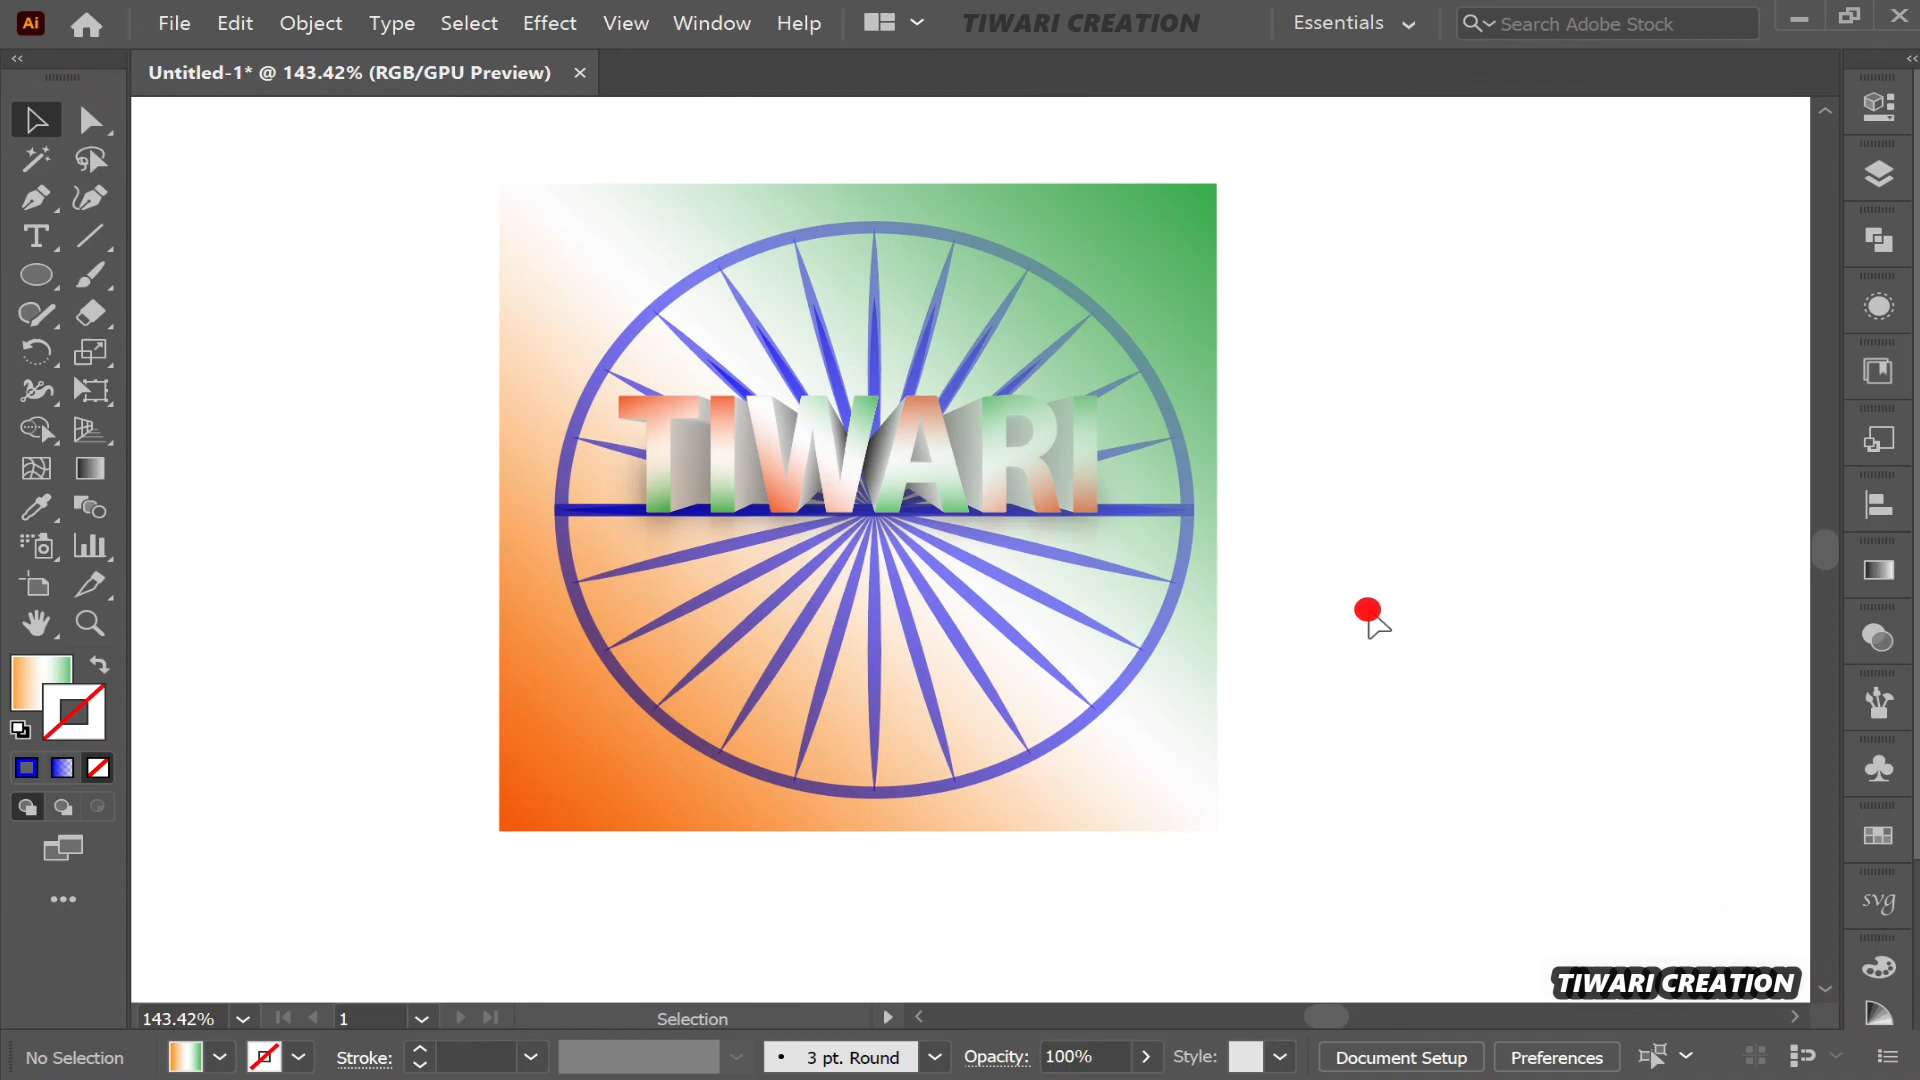 Ai File Edit Object Type Select Effect View Window Help TIWARI CREATION Essentials Search Adobe Stock
Untitled-1* @ 143.42% (RGB/GPU Preview)
TIWARI
svg
TIWARI CREATION
143.42% 1 Selection
No Selection Stroke: 3 pt. Round Opacity: 100% Style: Document Setup Preferences